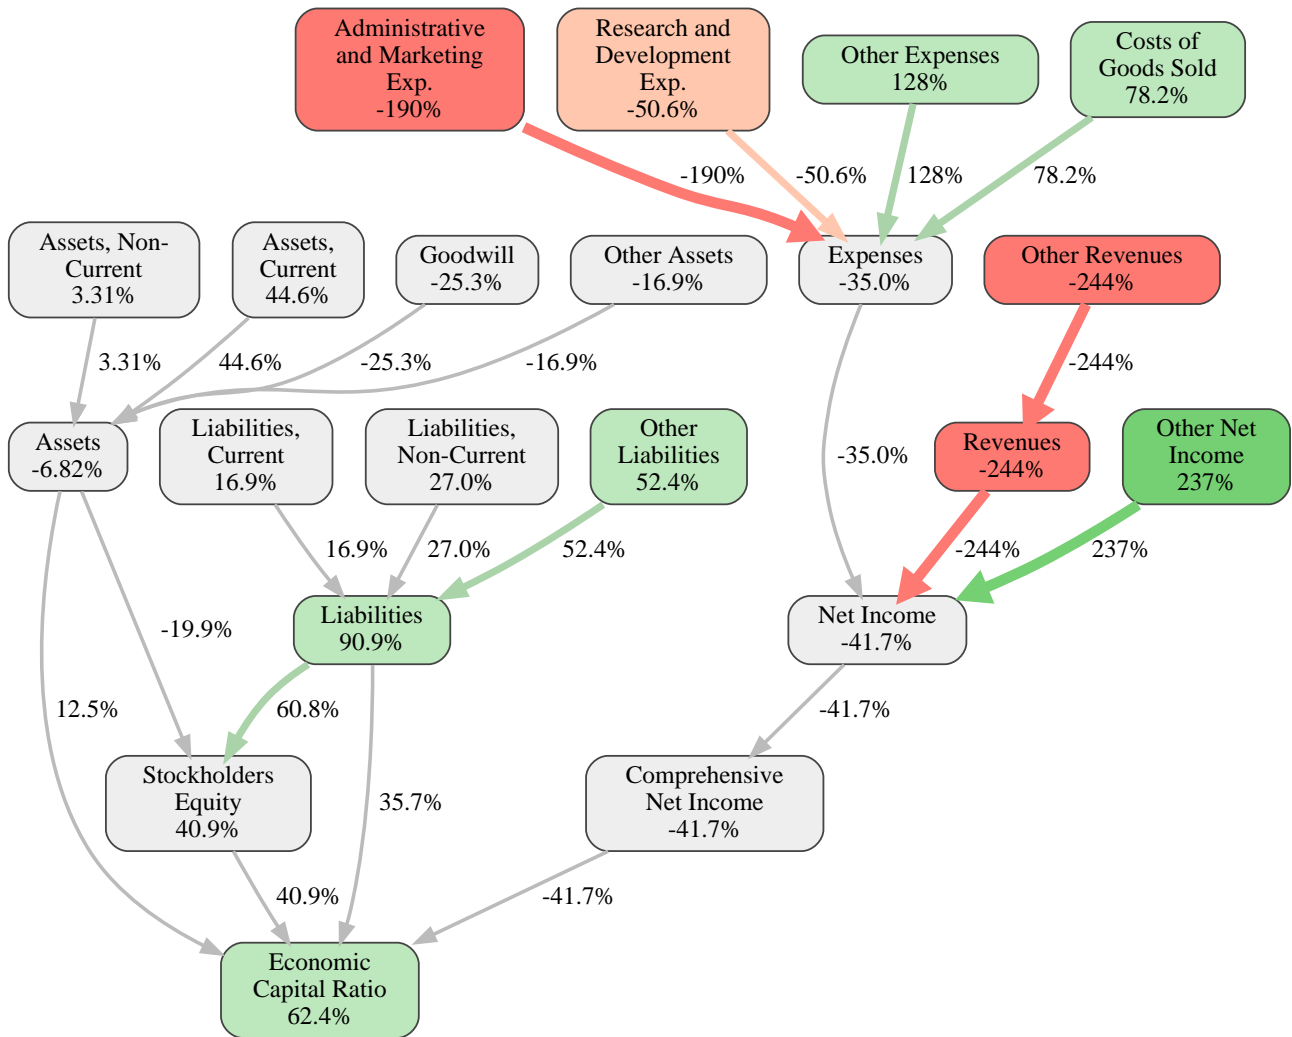 Administrative
and Marketing
Exp.
-190%
Research and
Development
Exp.
-50.6%
Other Expenses
128%
Costs of
Goods Sold
78.2%
-190%
-50.6%
128%
78.2%
Assets, Non-
Current
3.31%
Assets,
Current
44.6%
Goodwill
-25.3%
Other Assets
-16.9%
Expenses
-35.0%
Other Revenues
-244%
3.31%
44.6%
-25.3%
-16.9%
-244%
Assets
-6.82%
Liabilities,
Current
16.9%
Liabilities,
Non-Current
27.0%
Other
Liabilities
52.4%
-35.0%
Revenues
-244%
Other Net
Income
237%
16.9%
27.0%
52.4%
-244%
237%
-19.9%
Liabilities
90.9%
Net Income
-41.7%
12.5%
60.8%
-41.7%
Stockholders
Equity
40.9%
35.7%
Comprehensive
Net Income
-41.7%
40.9%
-41.7%
Economic
Capital Ratio
62.4%